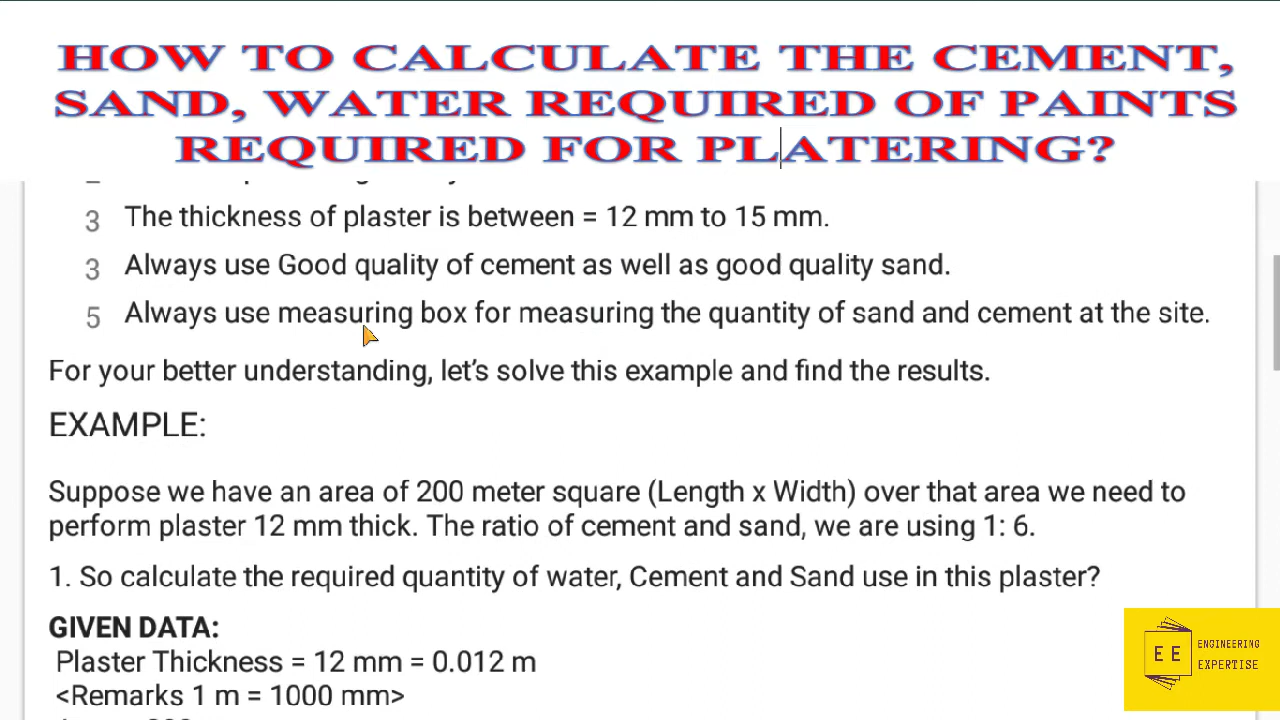 HOW TO CALCULATE THE CEMENT,
SAND, WATER REQUIRED OF PAINTS
REQUIRED FOR PLATERING?
3 The thickness of plaster is between = 12 mm to 15 mm.
3 Always use Good quality of cement as well as good quality sand.
5 Always use measuring box for measuring the quantity of sand and cement at the site.
For your better understanding, let's solve this example and find the results.
EXAMPLE:
Suppose we have an area of 200 meter square (Length x Width) over that area we need to
perform plaster 12 mm thick. The ratio of cement and sand, we are using 1: 6.
1. So calculate the required quantity of water, Cement and Sand use in this plaster?
GIVEN DATA:
Plaster Thickness = 12 mm = 0.012 m
<Remarks 1 m = 1000 mm>
E E
ENGINEERING
EXPERTISE